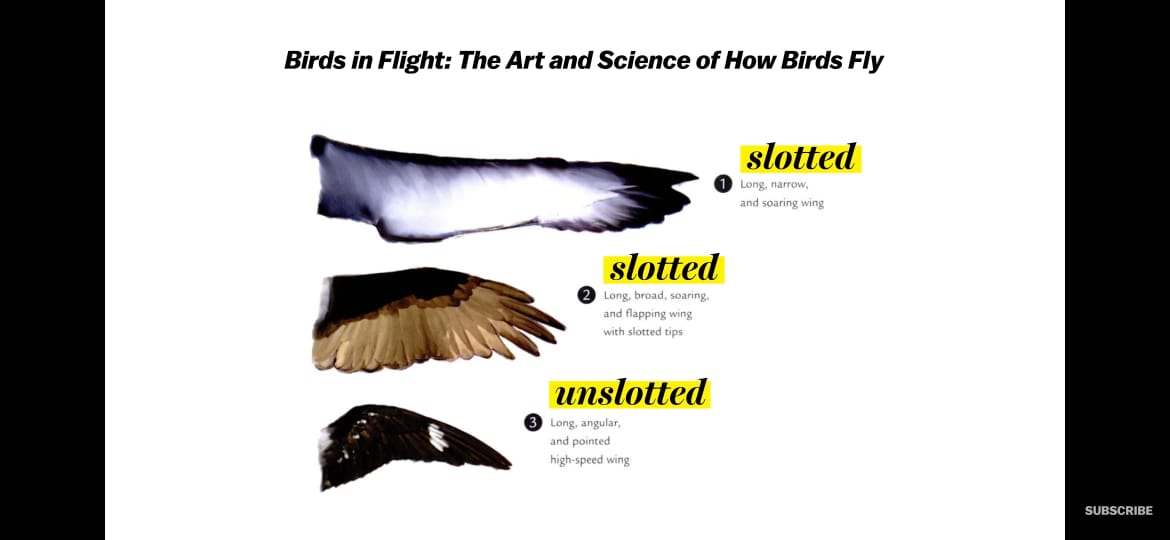 Birds in Flight: The Art and Science of How Birds Fly
slotted
1 Long, narrow,
and soaring wing
slotted
2 Long, broad, soaring,
and flapping wing
with slotted tips
unslotted
3 Long, angular,
and pointed
high-speed wing
SUBSCRIBE